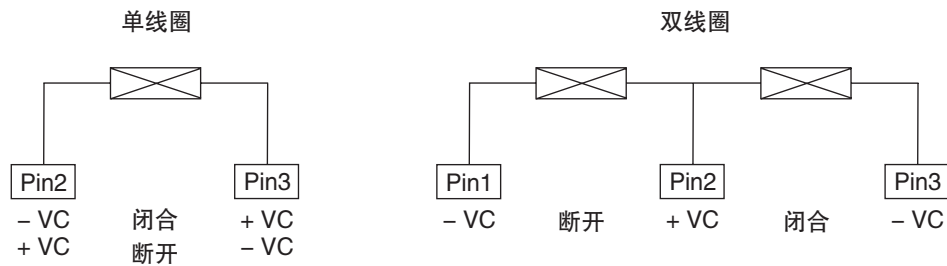 单线圈 双线圈
Pin2 Pin3 Pin1 Pin2 Pin3
– VC 闭合 + VC – VC 断开 + VC 闭合 – VC
+ VC 断开 – VC